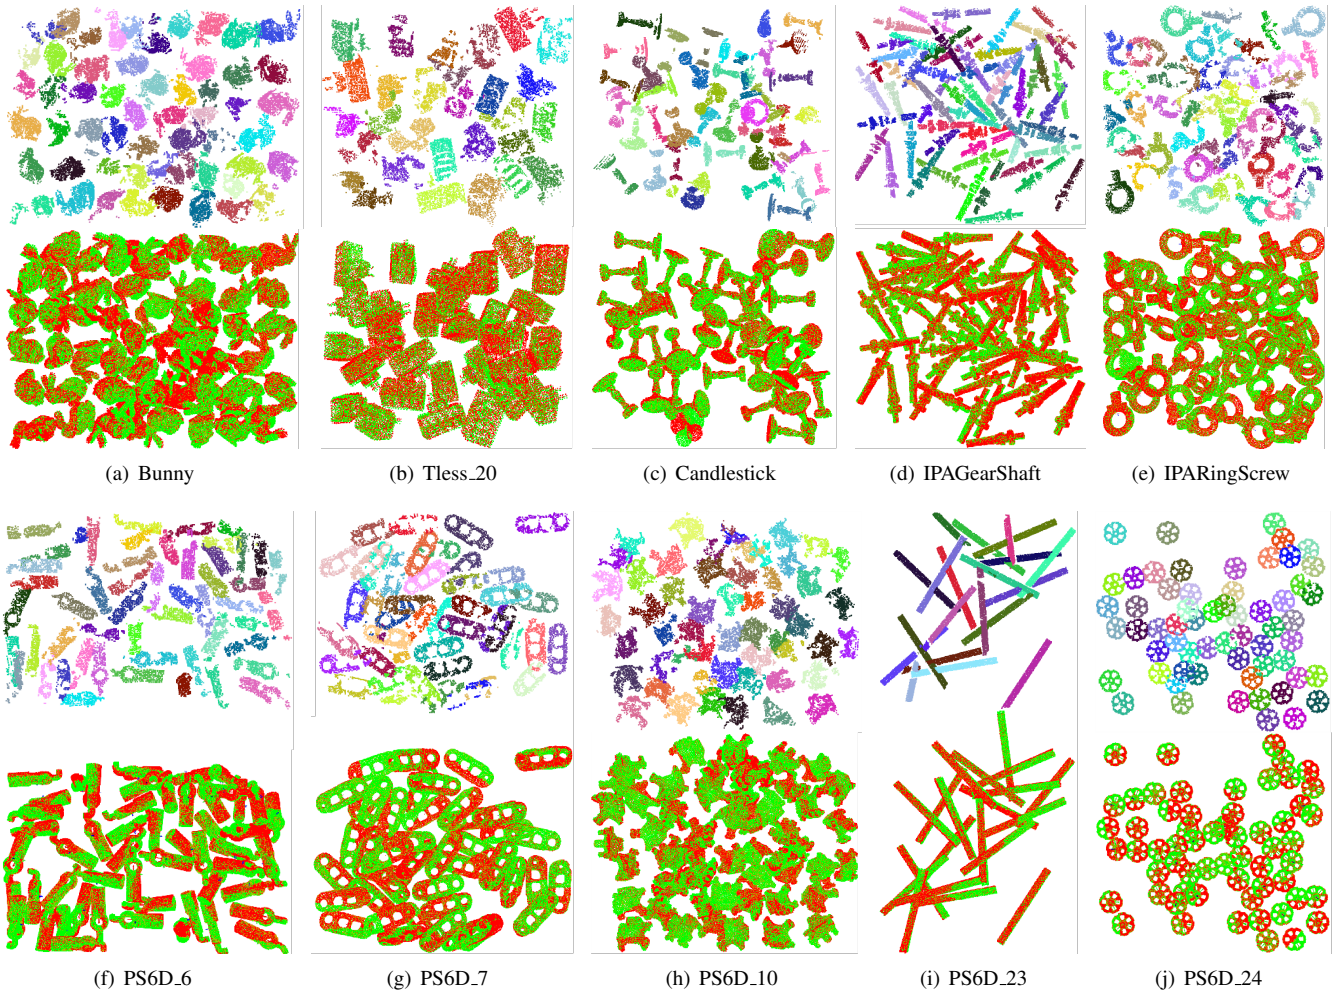 (a) Bunny
(b) Tless_20
(c) Candlestick
(d) IPAGearShaft
(e) IPARingScrew
(f) PS6D_6
(g) PS6D_7
(h) PS6D_10
(i) PS6D_23
(j) PS6D_24